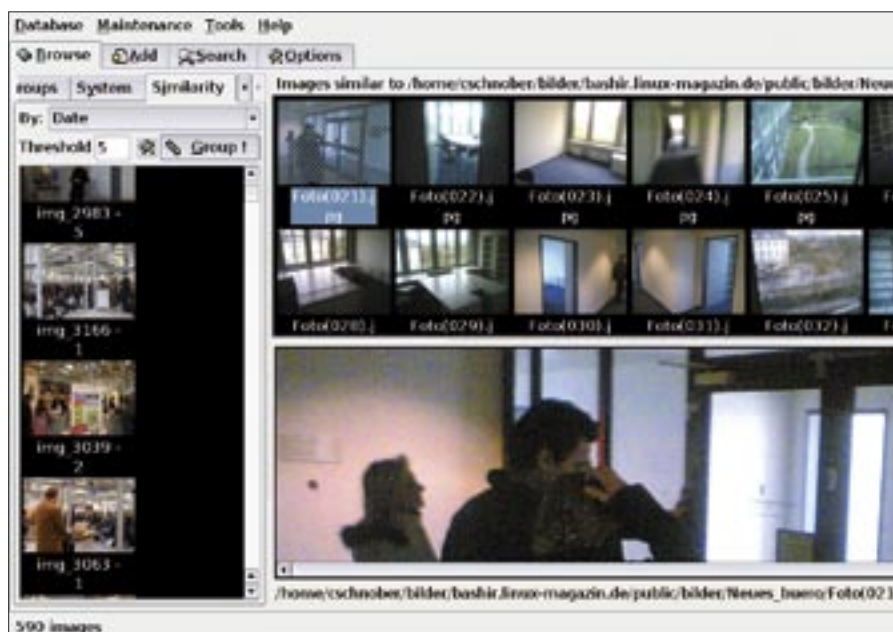 Database Maintenance Tools Help
Browse Add Search Options
roups System Similarity
By: Date
Threshold 5 Group !
img_2983 -
5
img_3166 -
1
img_3039 -
2
img_3063 -
1
Images similar to /home/cschnober/bilder/bashir.linux-magazin.de/public/bilder/Neue
Foto(021).j
pg
Foto(022).j
pg
Foto(023).j
pg
Foto(024).j
pg
Foto(025).j
pg
Foto(028).j
Foto(029).j
Foto(030).j
Foto(031).j
Foto(032).j
/home/cschnober/bilder/bashir.linux-magazin.de/public/bilder/Neues_buero/Foto(021
590 images